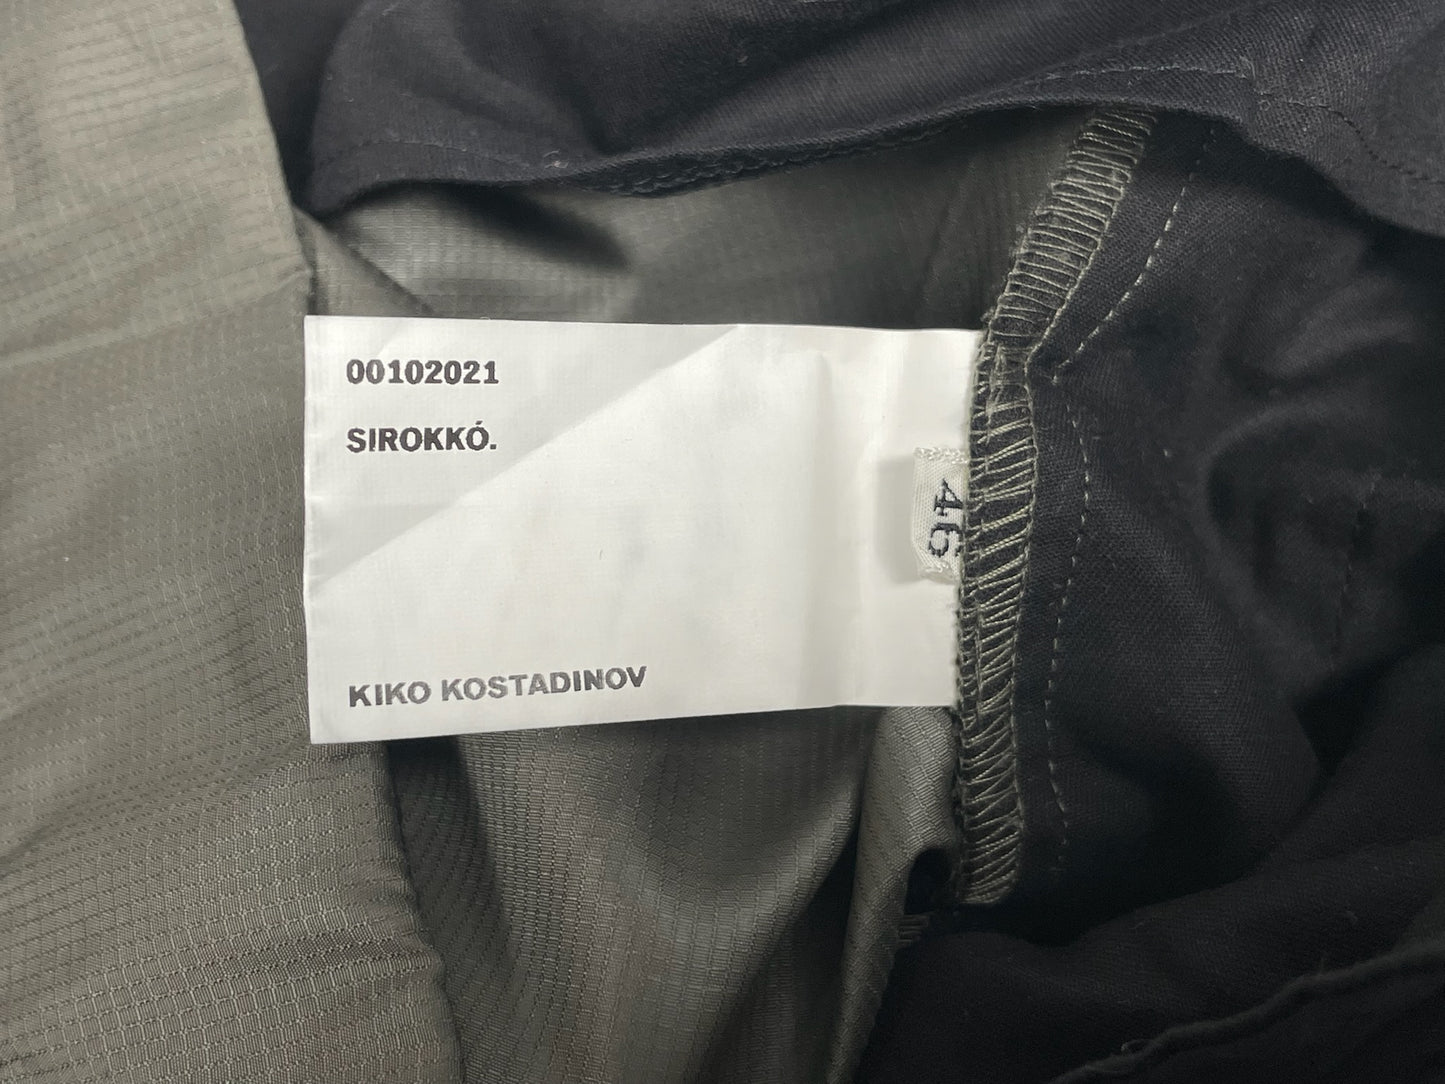 00102021
SIROKKÓ.
46
KIKO KOSTADINOV